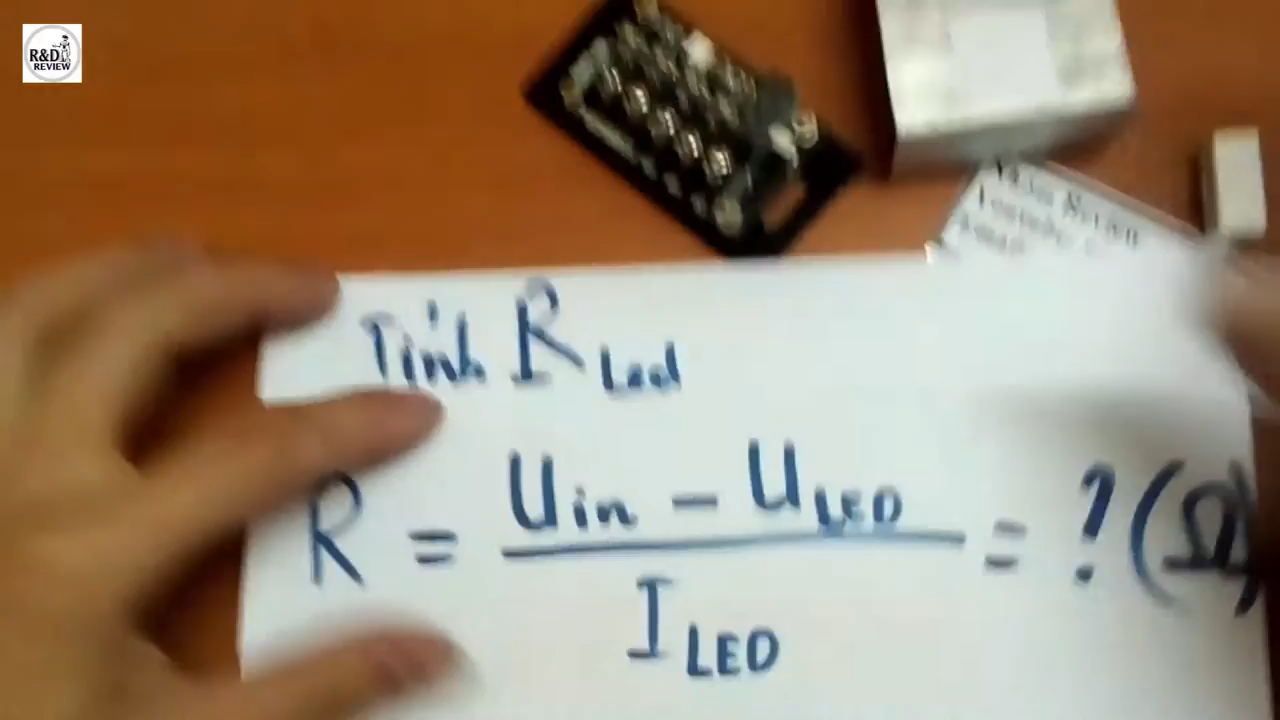 R&D
REVIEW
Tính R Led
R = Uin - ULED / ILED = ? (Ω)